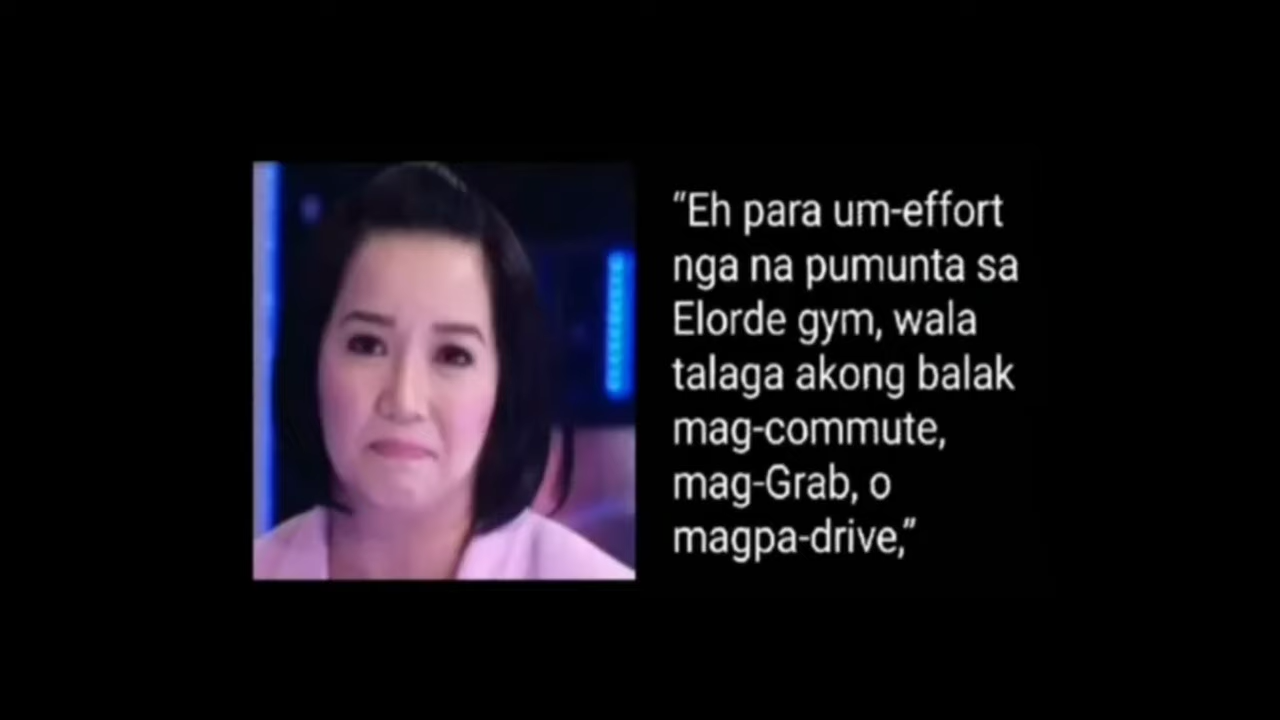 “Eh para um-effort
nga na pumunta sa
Elorde gym, wala
talaga akong balak
mag-commute,
mag-Grab, o
magpa-drive,”